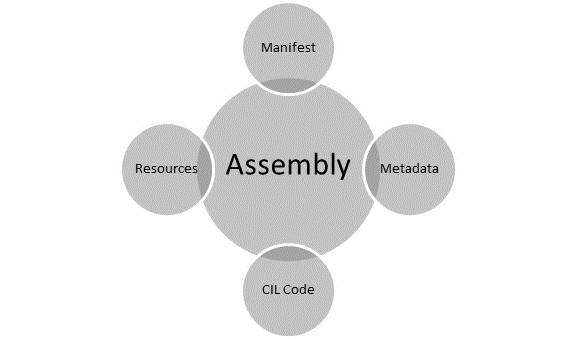 Manifest
Resources
Assembly
Metadata
CIL Code